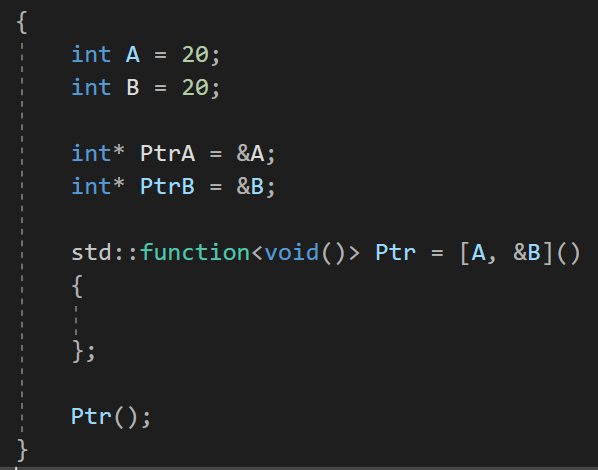 {
int A = 20;
int B = 20;
int* PtrA = &A;
int* PtrB = &B;
std::function<void()> Ptr = [A, &B]()
{
};
Ptr();
}